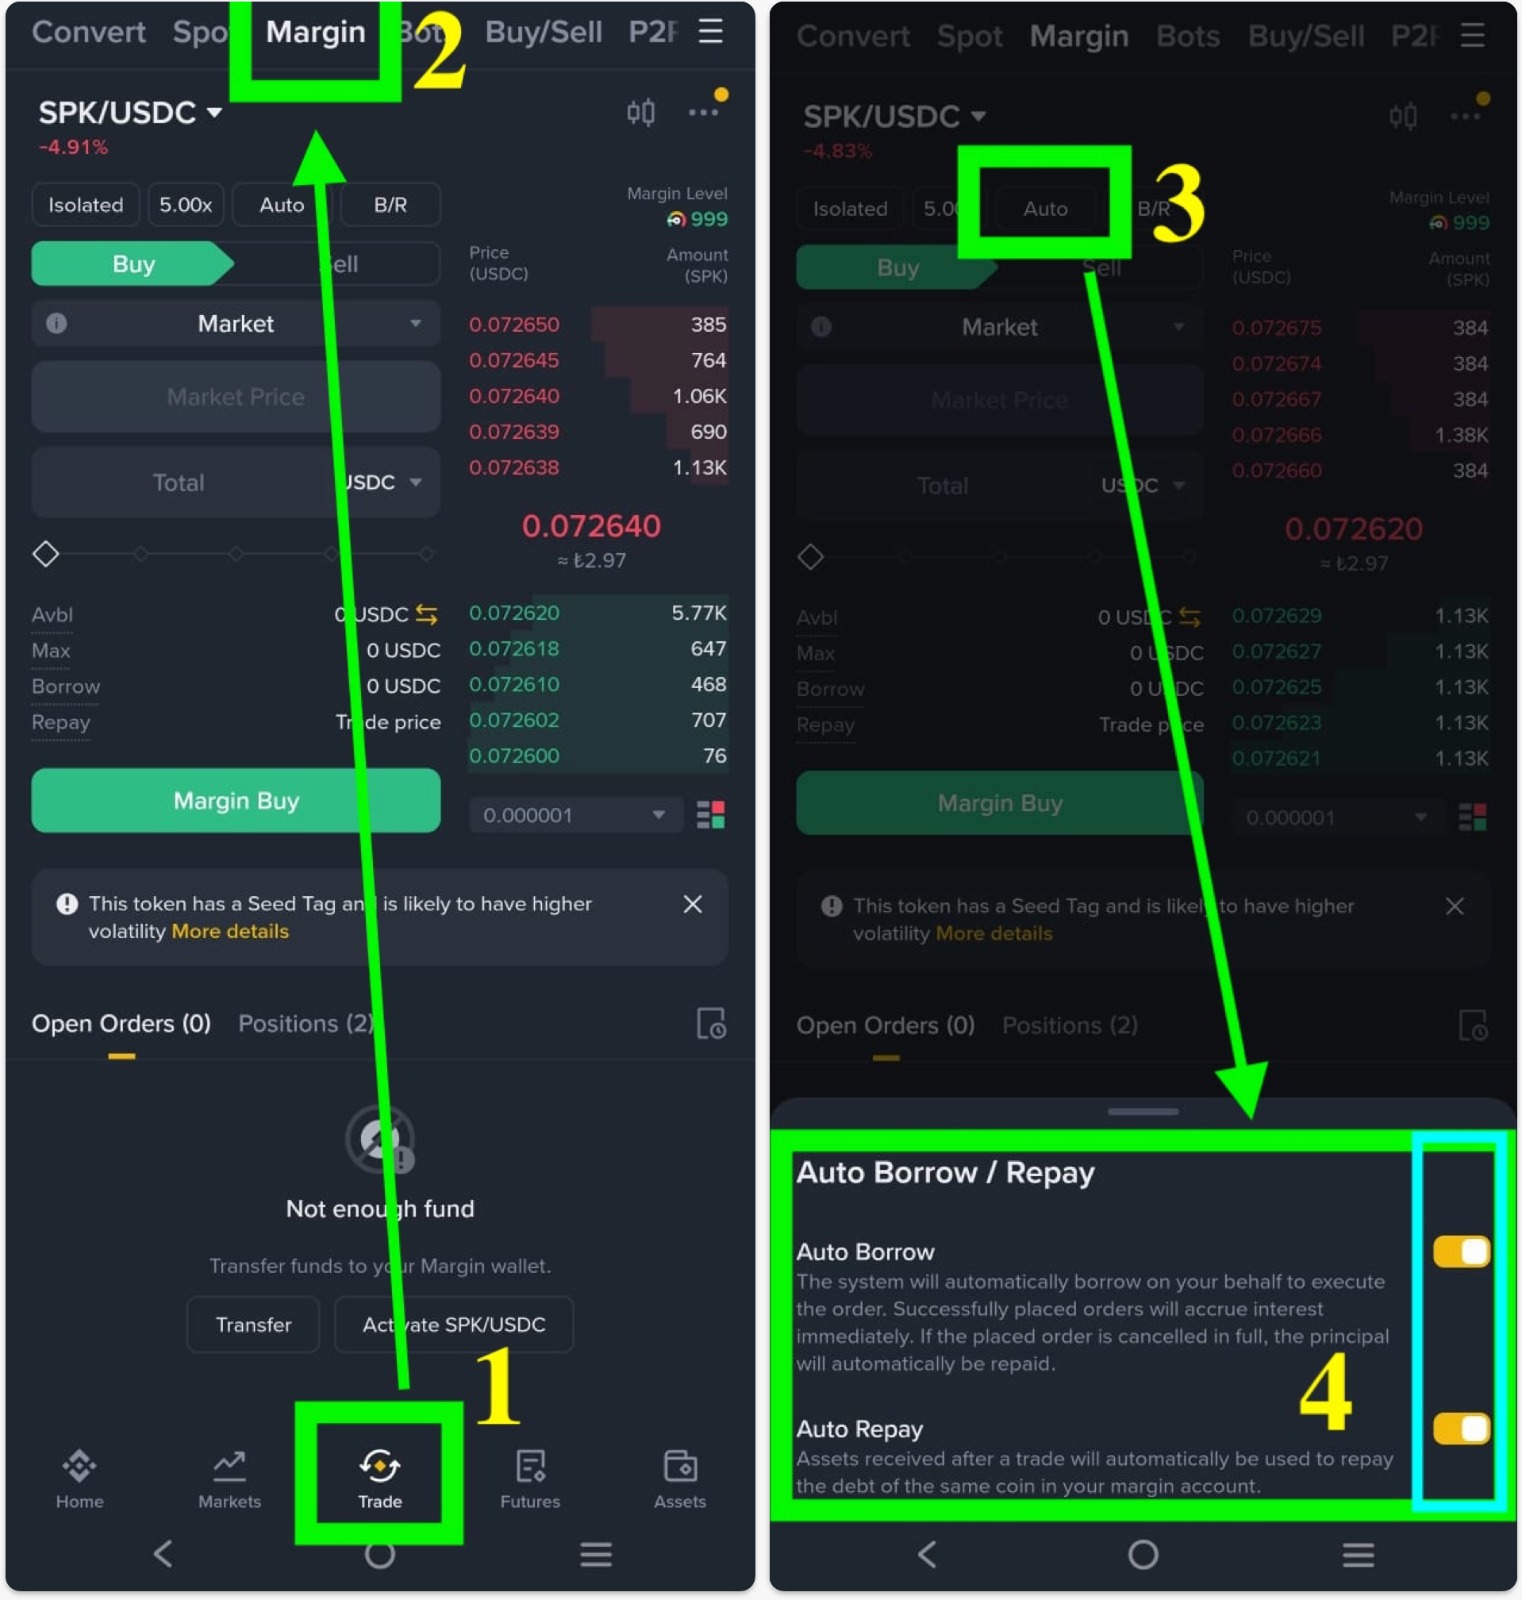 Convert Spo Margin Bots Buy/Sell P2P
2
SPK/USDC
-4.91%
Isolated 5.00x Auto B/R
Margin Level
999
Buy Sell
Price
(USDC)
Amount
(SPK)
Market
Market Price
Total USDC
0.072650 385
0.072645 764
0.072640 1.06K
0.072639 690
0.072638 1.13K
0.072640
≈ ₺2.97
Avbl 0 USDC
Max 0 USDC
Borrow 0 USDC
Repay Trade price
0.072620 5.77K
0.072618 647
0.072610 468
0.072602 707
0.072600 76
Margin Buy
0.000001
This token has a Seed Tag and is likely to have higher
volatility More details
Open Orders (0) Positions (2)
Not enough fund
Transfer funds to your Margin wallet.
Transfer Activate SPK/USDC
1
Home Markets Trade Futures Assets
Convert Spot Margin Bots Buy/Sell P2P
SPK/USDC
-4.83%
3
Isolated 5.00 Auto B/R
Margin Level
999
Buy Sell
Price
(USDC)
Amount
(SPK)
Market
Market Price
Total USDC
0.072675 384
0.072674 384
0.072667 384
0.072666 1.38K
0.072660 384
0.072620
≈ ₺2.97
Avbl 0 USDC
Max 0 USDC
Borrow 0 USDC
Repay Trade price
0.072629 1.13K
0.072627 1.13K
0.072625 1.13K
0.072623 1.13K
0.072621 1.13K
Margin Buy
0.000001
This token has a Seed Tag and is likely to have higher
volatility More details
Open Orders (0) Positions (2)
Auto Borrow / Repay
Auto Borrow
The system will automatically borrow on your behalf to execute
the order. Successfully placed orders will accrue interest
immediately. If the placed order is cancelled in full, the principal
will automatically be repaid.
4
Auto Repay
Assets received after a trade will automatically be used to repay
the debt of the same coin in your margin account.